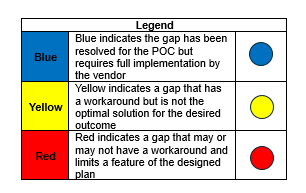 Legend
Blue
Blue indicates the gap has been
resolved for the POC but
requires full implementation by
the vendor
Yellow
Yellow indicates a gap that has
a workaround but is not the
optimal solution for the desired
outcome
Red
Red indicates a gap that may or
may not have a workaround and
limits a feature of the designed
plan